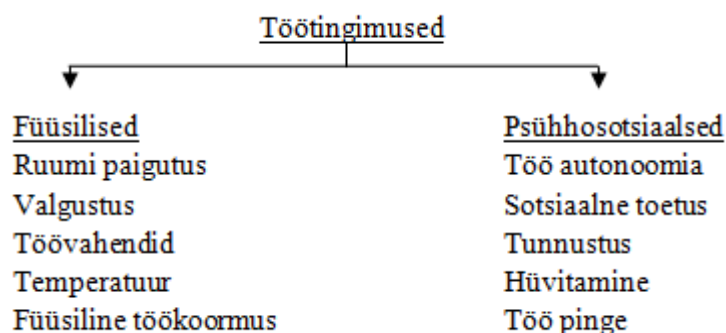 Töötingimused
Füüsilised
Ruumi paigutus
Valgustus
Töövahendid
Temperatuur
Füüsiline töökoormus
Psühhosotsiaalsed
Töö autonoomia
Sotsiaalne toetus
Tunnustus
Hüvitamine
Töö pinge